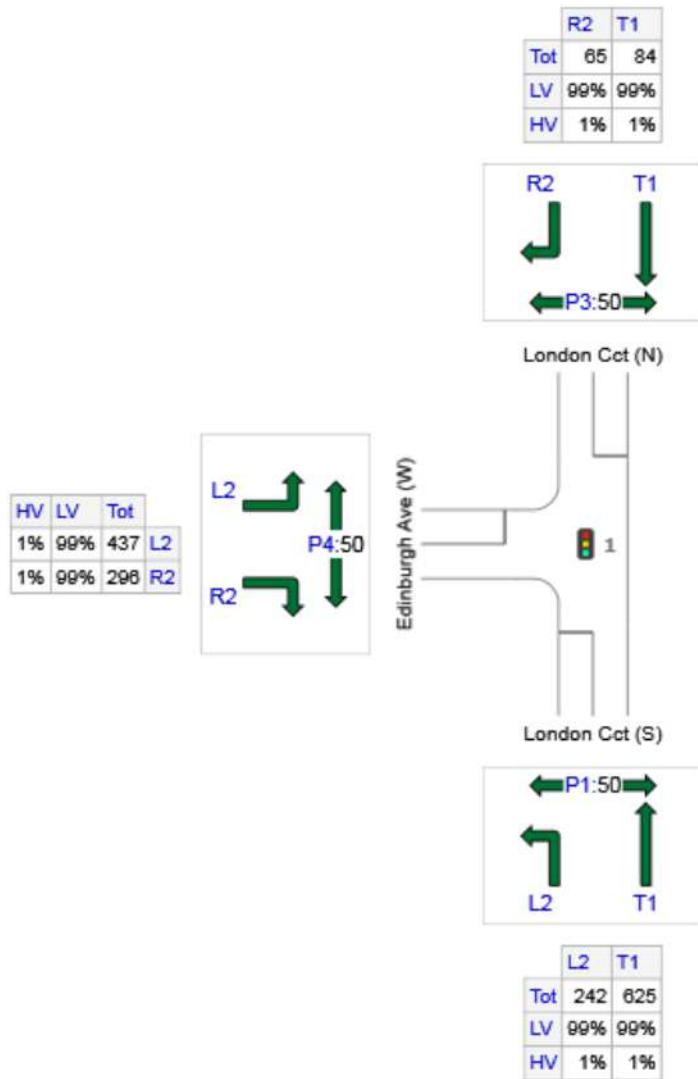 R2 T1
Tot 65 84
LV 99% 99%
HV 1% 1%
R2 T1
P3:50
London Cct (N)
HV LV Tot
1% 99% 437 L2
1% 99% 296 R2
L2
P4:50
R2
Edinburgh Ave (W)
1
London Cct (S)
P1:50
L2 T1
L2 T1
Tot 242 625
LV 99% 99%
HV 1% 1%